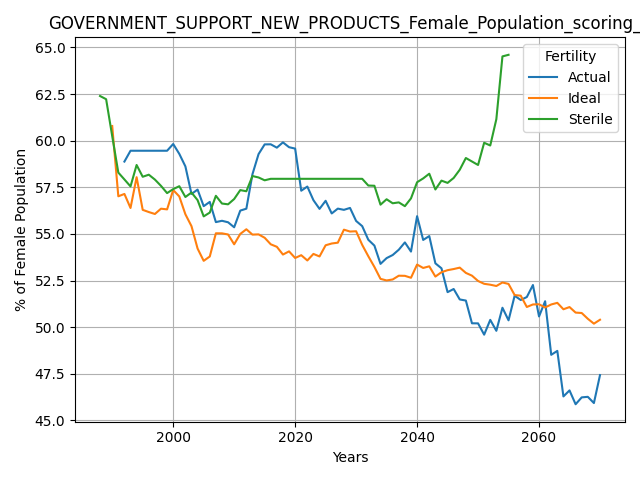 GOVERNMENT_SUPPORT_NEW_PRODUCTS_Female_Population_scoring_
65.0
62.5
60.0
57.5
55.0
52.5
50.0
47.5
45.0
% of Female Population
Fertility
Actual
Ideal
Sterile
2000
2020
2040
2060
Years